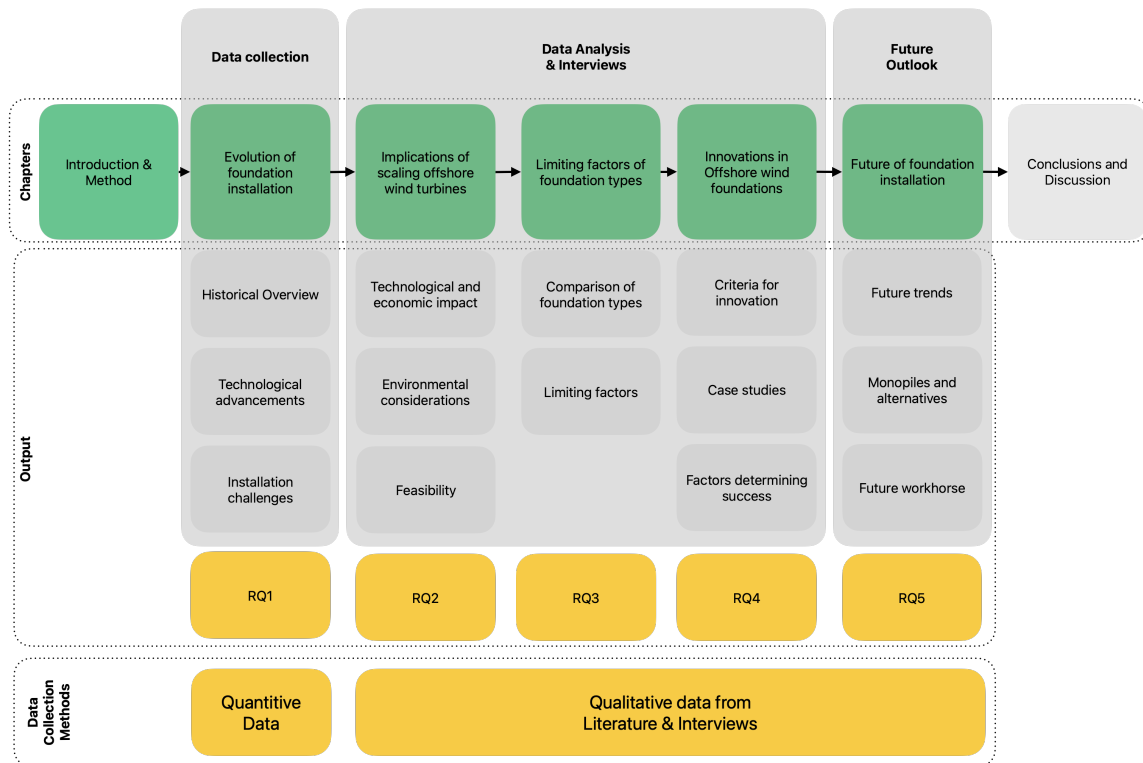 Data collection
Data Analysis
& Interviews
Future
Outlook
Chapters
Introduction &
Method
Evolution of
foundation
installation
Implications of
scaling offshore
wind turbines
Limiting factors of
foundation types
Innovations in
Offshore wind
foundations
Future of foundation
installation
Conclusions and
Discussion
Output
Historical Overview
Technological and
economic impact
Comparison of
foundation types
Criteria for
innovation
Future trends
Technological
advancements
Environmental
considerations
Limiting factors
Case studies
Monopiles and
alternatives
Installation
challenges
Feasibility
Factors determining
success
Future workhorse
RQ1
RQ2
RQ3
RQ4
RQ5
Data
Collection
Methods
Quantitive
Data
Qualitative data from
Literature & Interviews